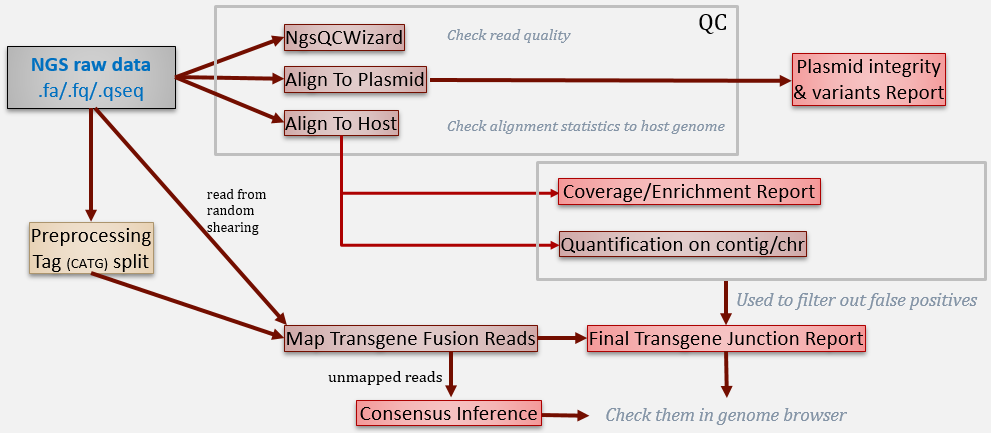 QC
NGS raw data
.fa/.fq/.qseq
NgsQCWizard
Check read quality
Align To Plasmid
Plasmid integrity
& variants Report
Align To Host
Check alignment statistics to host genome
read from
random
shearing
Coverage/Enrichment Report
Preprocessing
Tag (CATG) split
Quantification on contig/chr
Used to filter out false positives
Map Transgene Fusion Reads
Final Transgene Junction Report
unmapped reads
Consensus Inference
Check them in genome browser